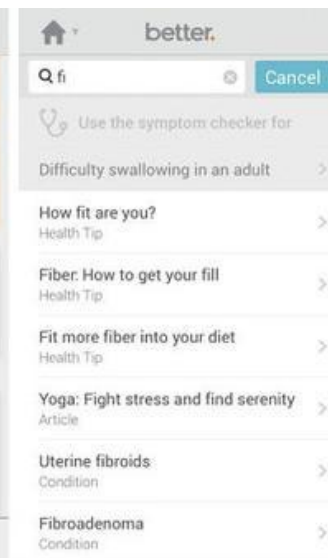 better.
fi
Cancel
Use the symptom checker for
Difficulty swallowing in an adult
How fit are you?
Health Tip
Fiber: How to get your fill
Health Tip
Fit more fiber into your diet
Health Tip
Yoga: Fight stress and find serenity
Article
Uterine fibroids
Condition
Fibroadenoma
Condition